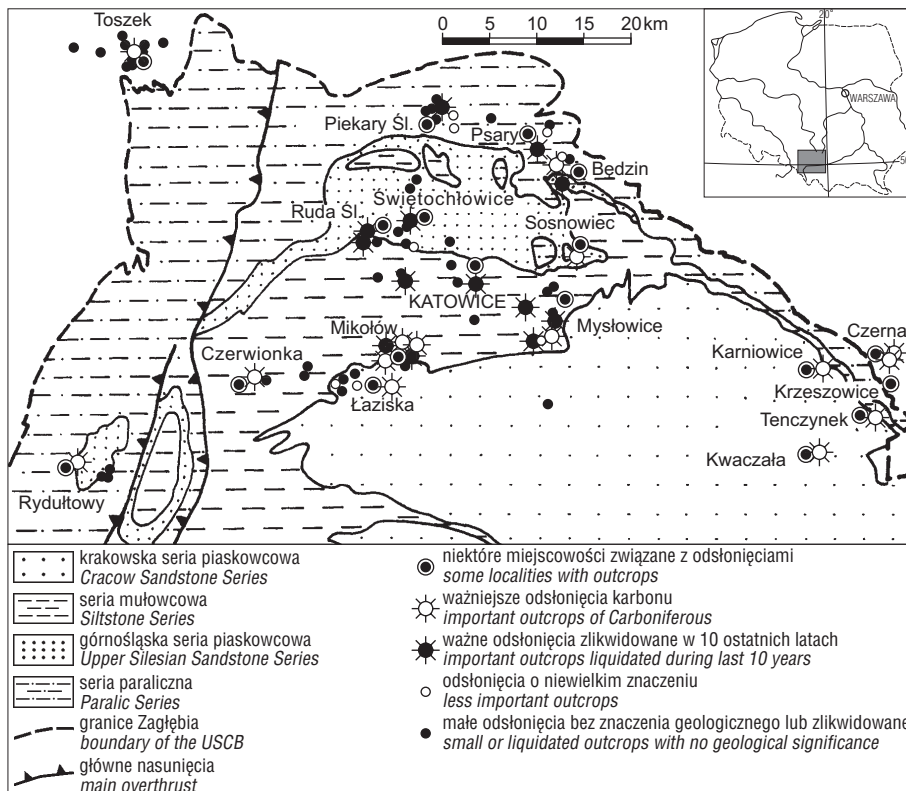 Toszek
0 5 10 15 20 km
20°
WARSZAWA
50
Piekary Śl.
Psary
Będzin
Świętochłowice
Ruda Śl.
Sosnowiec
KATOWICE
Mikołów
Mysłowice
Czerwionka
Czerna
Karniowice
Krzeszowice
Łaziska
Tenczynek
Kwaczała
Rydułtowy
krakowska seria piaskowcowa
Cracow Sandstone Series
seria mułowcowa
Siltstone Series
górnośląska seria piaskowcowa
Upper Silesian Sandstone Series
seria paraliczna
Paralic Series
granice Zagłębia
boundary of the USCB
główne nasunięcia
main overthrust
niektóre miejscowości związane z odsłonięciami
some localities with outcrops
ważniejsze odsłonięcia karbonu
important outcrops of Carboniferous
ważne odsłonięcia zlikwidowane w 10 ostatnich latach
important outcrops liquidated during last 10 years
odsłonięcia o niewielkim znaczeniu
less important outcrops
małe odsłonięcia bez znaczenia geologicznego lub zlikwidowane
small or liquidated outcrops with no geological significance